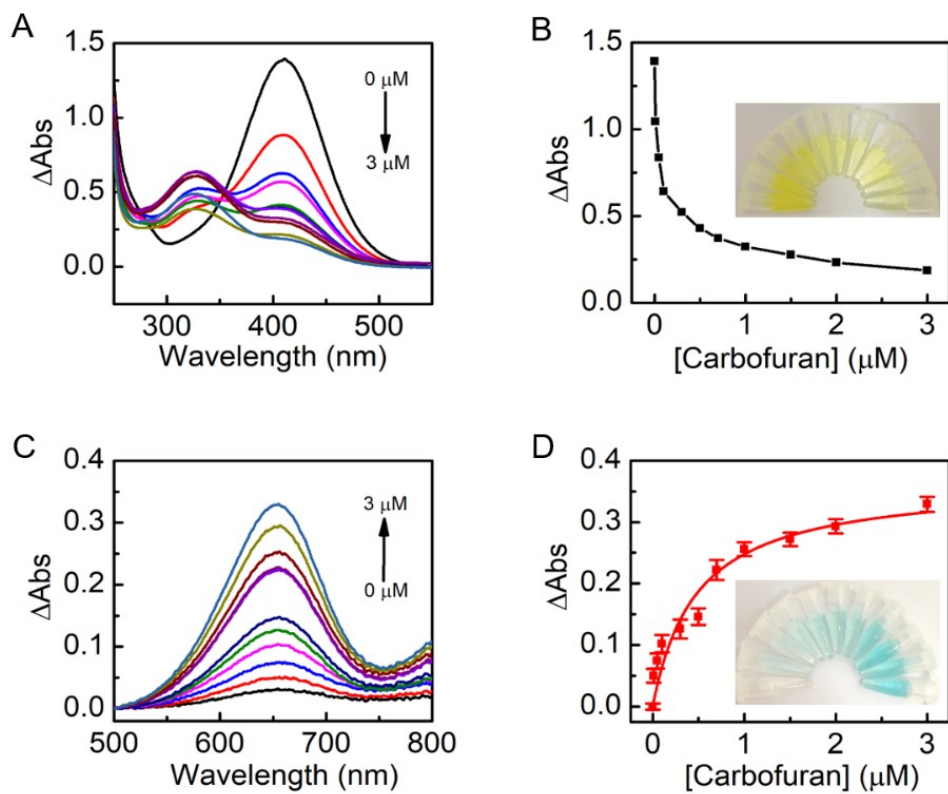 A
1.5
1.0
0.5
0.0
ΔAbs
0 μM
3 μM
300
400
500
Wavelength (nm)
B
1.5
1.0
0.5
0.0
ΔAbs
0
1
2
3
[Carbofuran] (μM)
C
0.4
0.3
0.2
0.1
0.0
ΔAbs
3 μM
0 μM
500
600
700
800
Wavelength (nm)
D
0.4
0.3
0.2
0.1
0.0
ΔAbs
0
1
2
3
[Carbofuran] (μM)